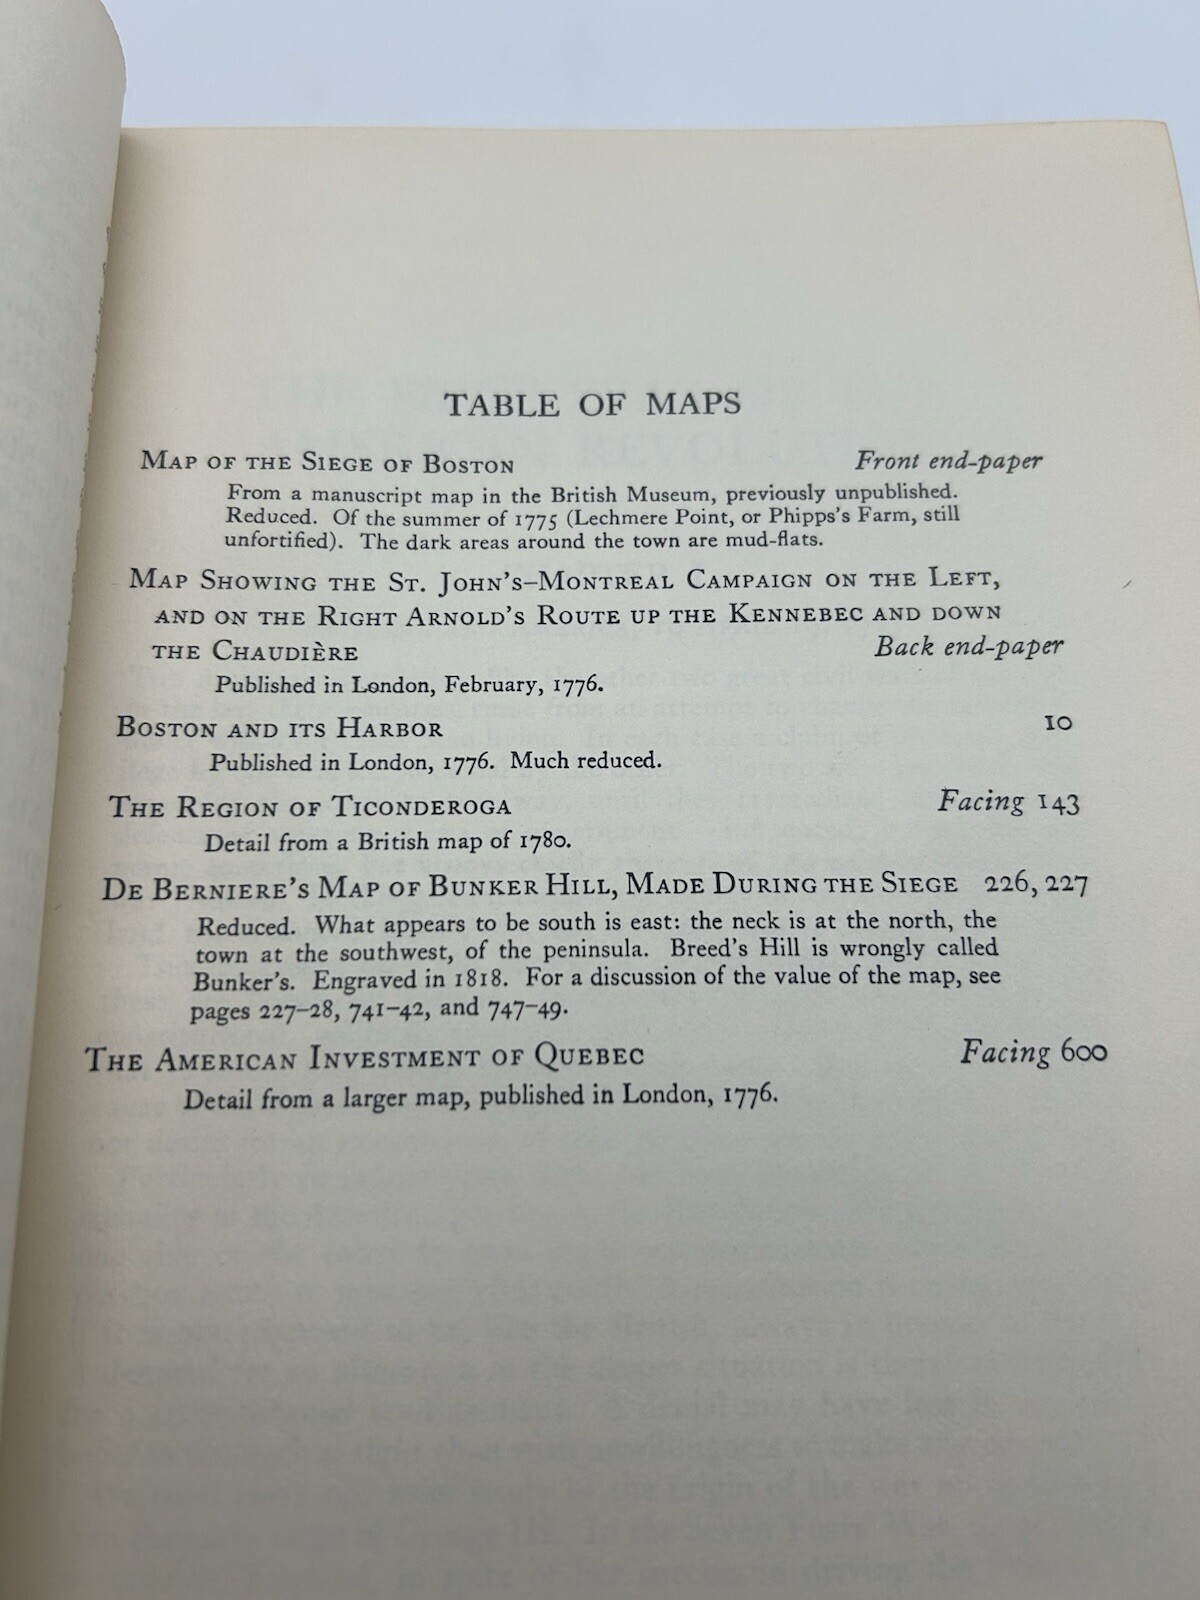 TABLE OF MAPS
MAP OF THE SIEGE OF BOSTON Front end-paper
From a manuscript map in the British Museum, previously unpublished.
Reduced. Of the summer of 1775 (Lechmere Point, or Phipps's Farm, still
unfortified). The dark areas around the town are mud-flats.
MAP SHOWING THE ST. JOHN'S–MONTREAL CAMPAIGN ON THE LEFT,
AND ON THE RIGHT ARNOLD'S ROUTE UP THE KENNEBEC AND DOWN
THE CHAUDIÈRE Back end-paper
Published in London, February, 1776.
BOSTON AND ITS HARBOR 10
Published in London, 1776. Much reduced.
THE REGION OF TICONDEROGA Facing 143
Detail from a British map of 1780.
DE BERNIERE'S MAP OF BUNKER HILL, MADE DURING THE SIEGE 226, 227
Reduced. What appears to be south is east: the neck is at the north, the
town at the southwest, of the peninsula. Breed's Hill is wrongly called
Bunker's. Engraved in 1818. For a discussion of the value of the map, see
pages 227–28, 741–42, and 747–49.
THE AMERICAN INVESTMENT OF QUEBEC Facing 600
Detail from a larger map, published in London, 1776.